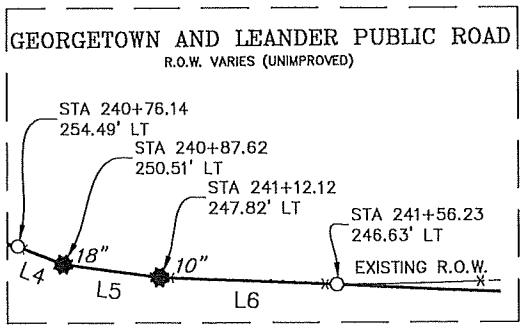 GEORGETOWN AND LEANDER PUBLIC ROAD
R.O.W. VARIES (UNIMPROVED)
STA 240+76.14
254.49' LT
STA 240+87.62
250.51' LT
STA 241+12.12
247.82' LT
STA 241+56.23
246.63' LT
EXISTING R.O.W.
18"
10"
L4
L5
L6